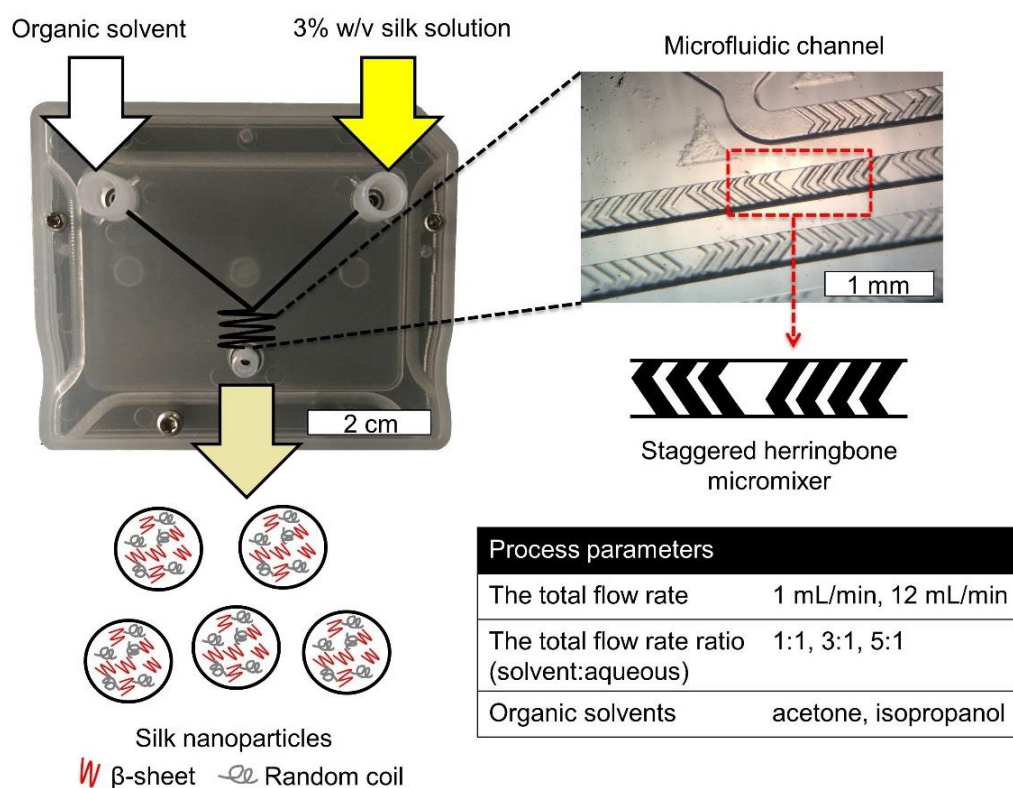 Organic solvent
3% w/v silk solution
Microfluidic channel
1 mm
2 cm
Staggered herringbone
micromixer
Process parameters
The total flow rate 1 mL/min, 12 mL/min
The total flow rate ratio 1:1, 3:1, 5:1
(solvent:aqueous)
Organic solvents acetone, isopropanol
Silk nanoparticles
β-sheet Random coil